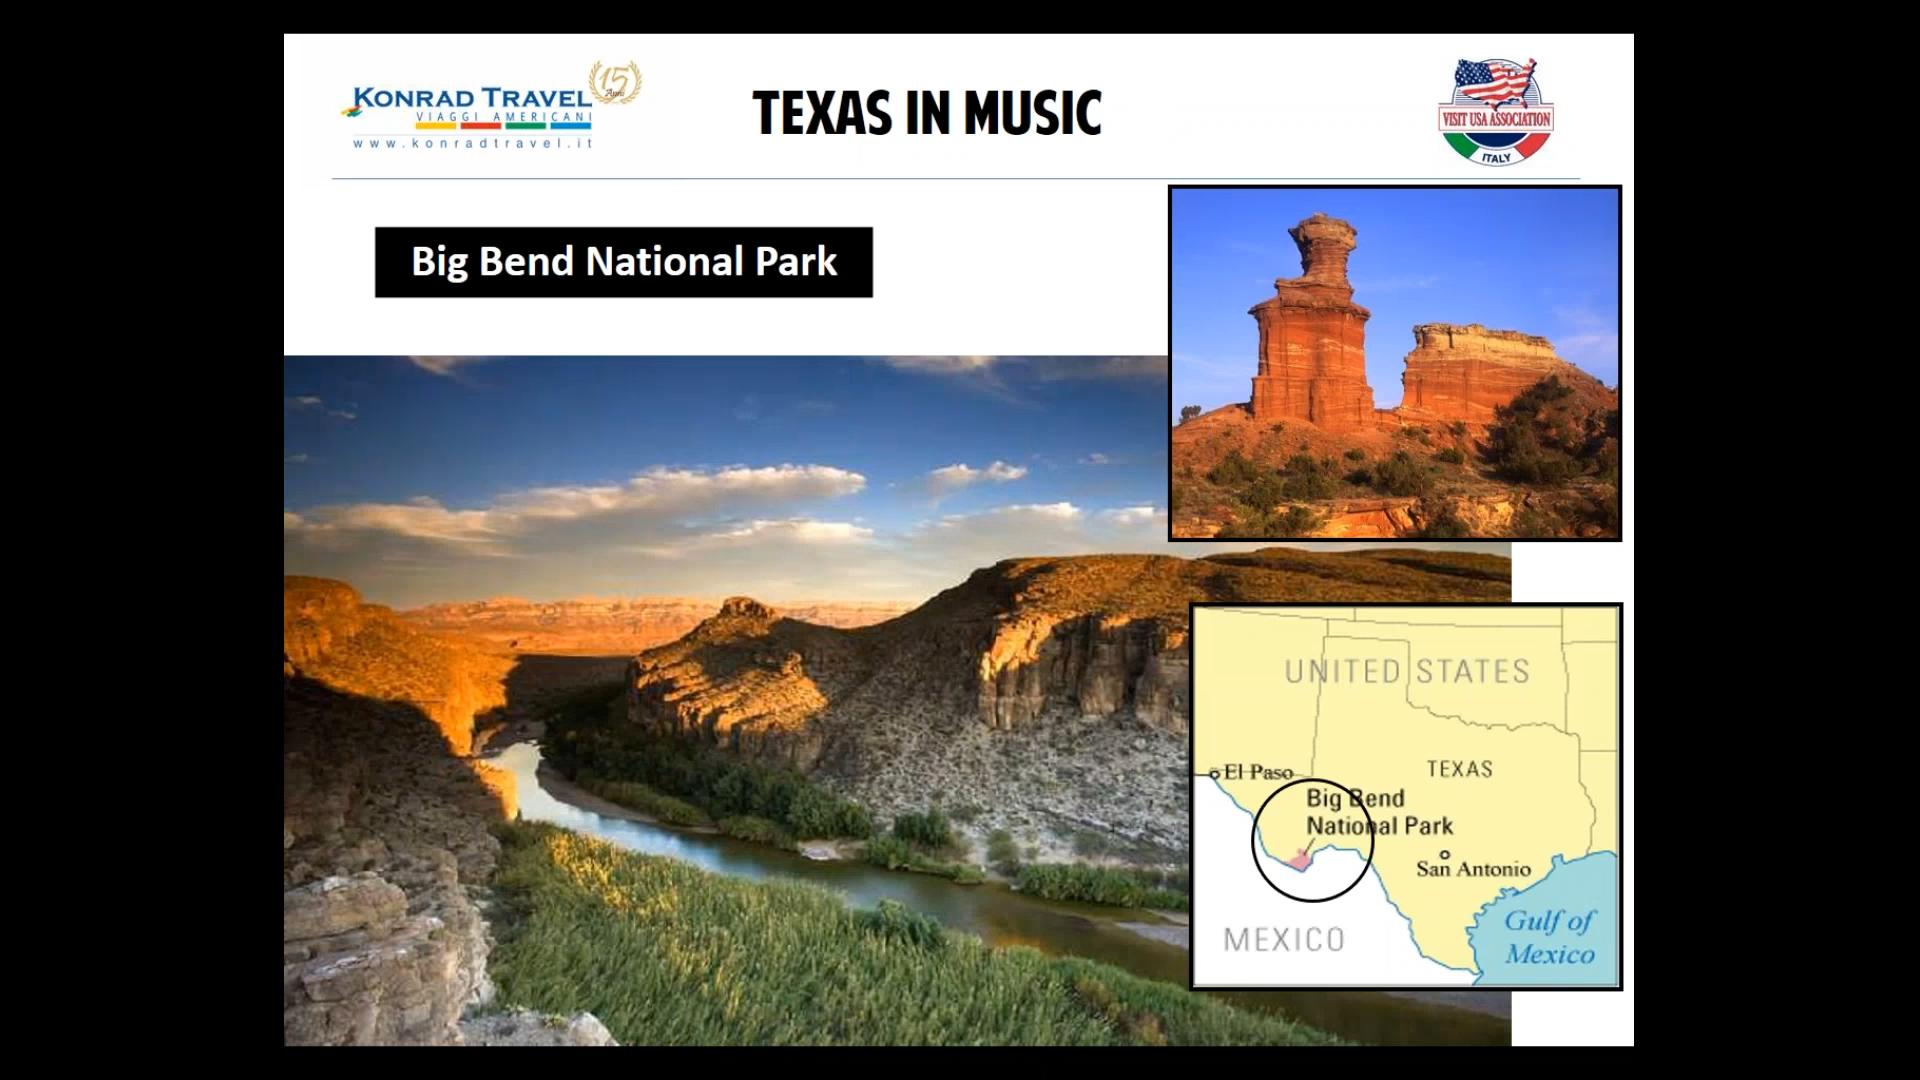 KONRAD TRAVEL
15
Anni
VIAGGI AMERICANI
www.konradtravel.it
TEXAS IN MUSIC
VISIT USA ASSOCIATION
ITALY
Big Bend National Park
UNITED STATES
TEXAS
El Paso
Big Bend
National Park
San Antonio
MEXICO
Gulf of
Mexico